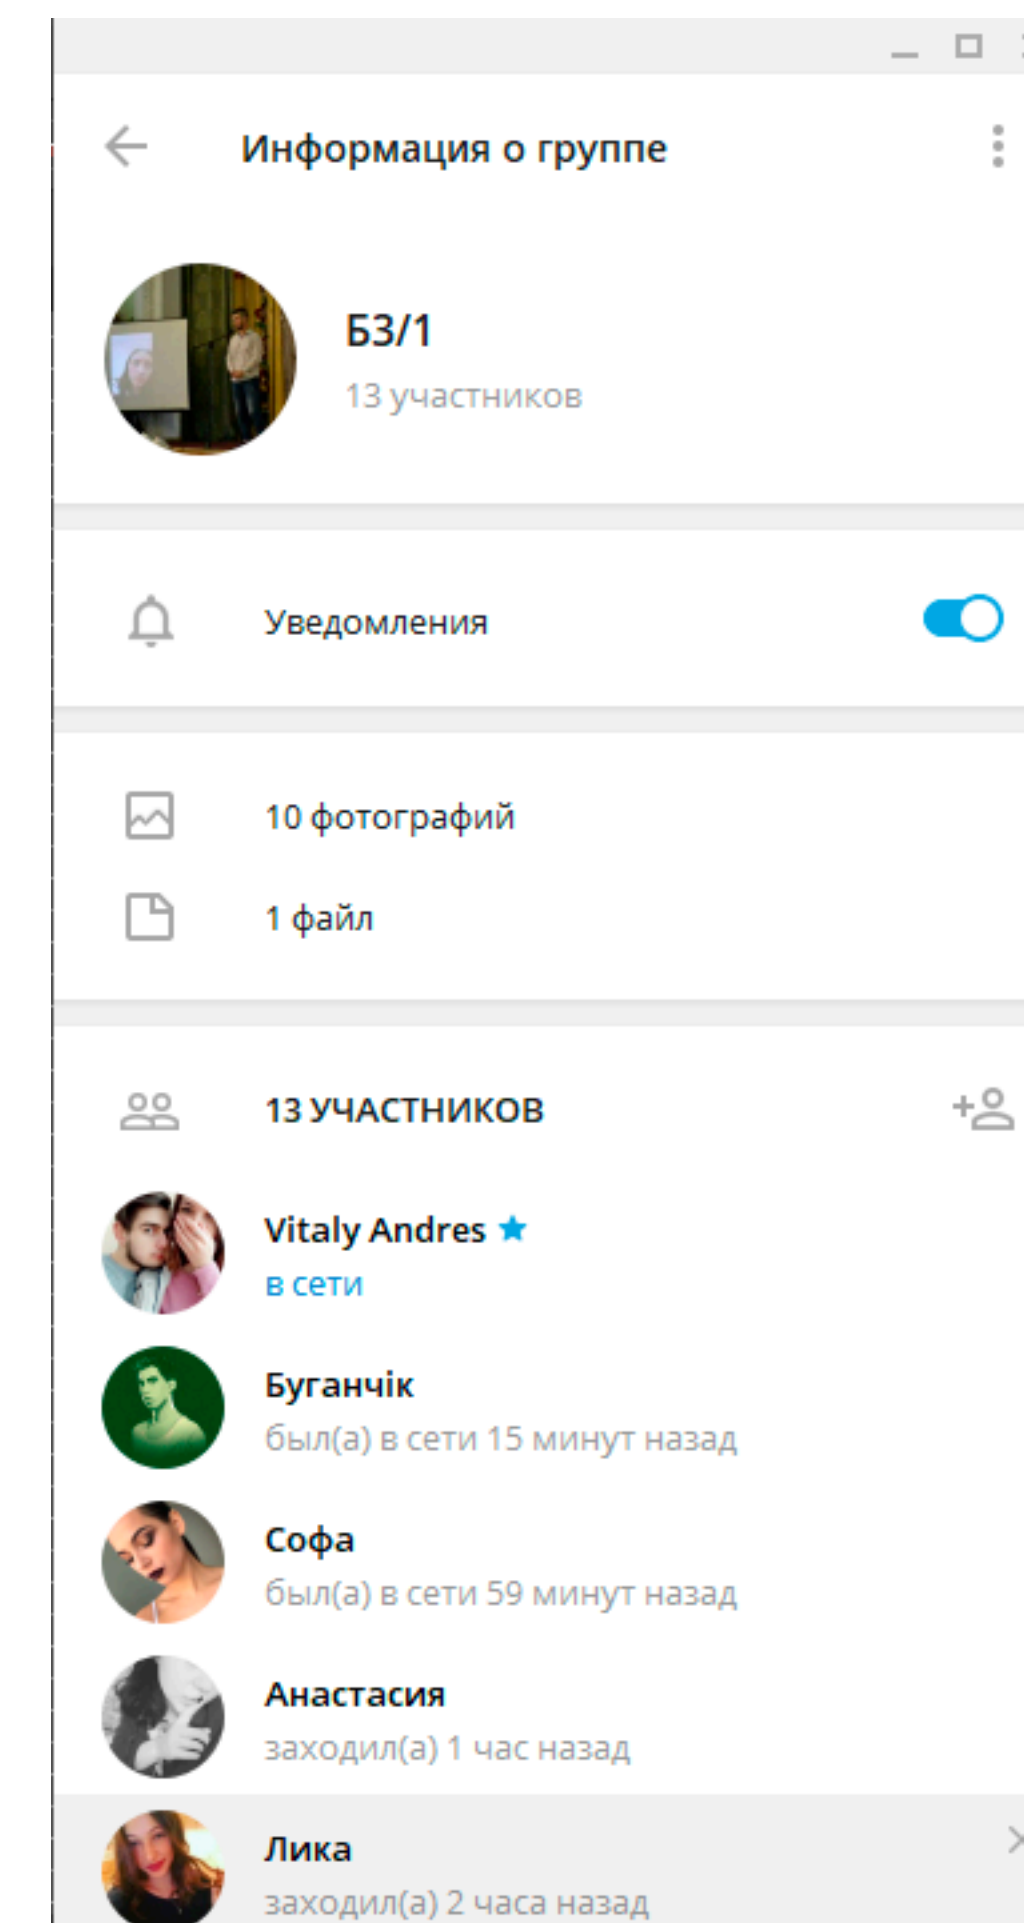 Информация о группе
БЗ/1
13 участников
Уведомления
10 фотографий
1 файл
13 УЧАСТНИКОВ
Vitaly Andres
в сети
Буганчік
был(а) в сети 15 минут назад
Софа
был(а) в сети 59 минут назад
Анастасия
заходил(а) 1 час назад
Лика
заходил(а) 2 часа назад